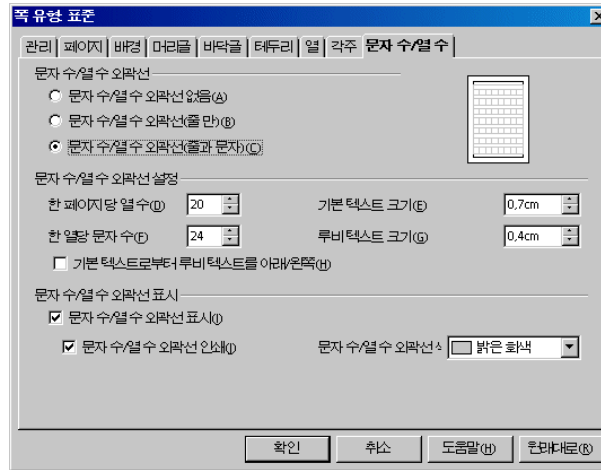 쪽 유형: 표준
관리 페이지 배경 머리글 바닥글 테두리 열 각주 문자 수/열 수
문자 수/열 수 외곽선
문자 수/열 수 외곽선 없음(A)
문자 수/열 수 외곽선(줄 만)(B)
문자 수/열 수 외곽선(줄과 문자)(C)
문자 수/열 수 외곽선 설정
한 페이지당 열 수(D) 20 기본 텍스트 크기(E) 0,7cm
한 열당 문자 수(F) 24 루비 텍스트 크기(G) 0,4cm
기본 텍스트로부터 루비 텍스트를 아래/왼쪽(H)
문자 수/열 수 외곽선 표시
문자 수/열 수 외곽선 표시(I)
문자 수/열 수 외곽선 인쇄(J) 문자 수/열 수 외곽선 밝은 회색
확인 취소 도움말(H) 원래대로(R)